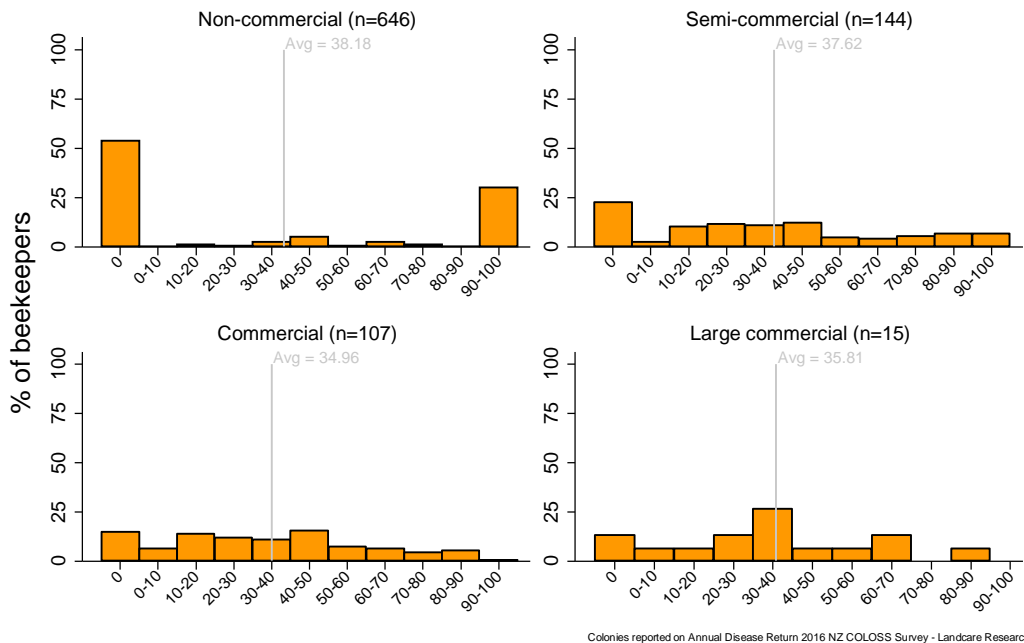 Non-commercial (n=646)
Avg = 38.18
100
75
50
25
0
0 0-10 10-20 20-30 30-40 40-50 50-60 60-70 70-80 80-90 90-100
Semi-commercial (n=144)
Avg = 37.62
100
75
50
25
0
0 0-10 10-20 20-30 30-40 40-50 50-60 60-70 70-80 80-90 90-100
% of beekeepers
Commercial (n=107)
Avg = 34.96
100
75
50
25
0
0 0-10 10-20 20-30 30-40 40-50 50-60 60-70 70-80 80-90 90-100
Large commercial (n=15)
Avg = 35.81
100
75
50
25
0
0 0-10 10-20 20-30 30-40 40-50 50-60 60-70 70-80 80-90 90-100
Colonies reported on Annual Disease Return 2016 NZ COLOSS Survey - Landcare Researc